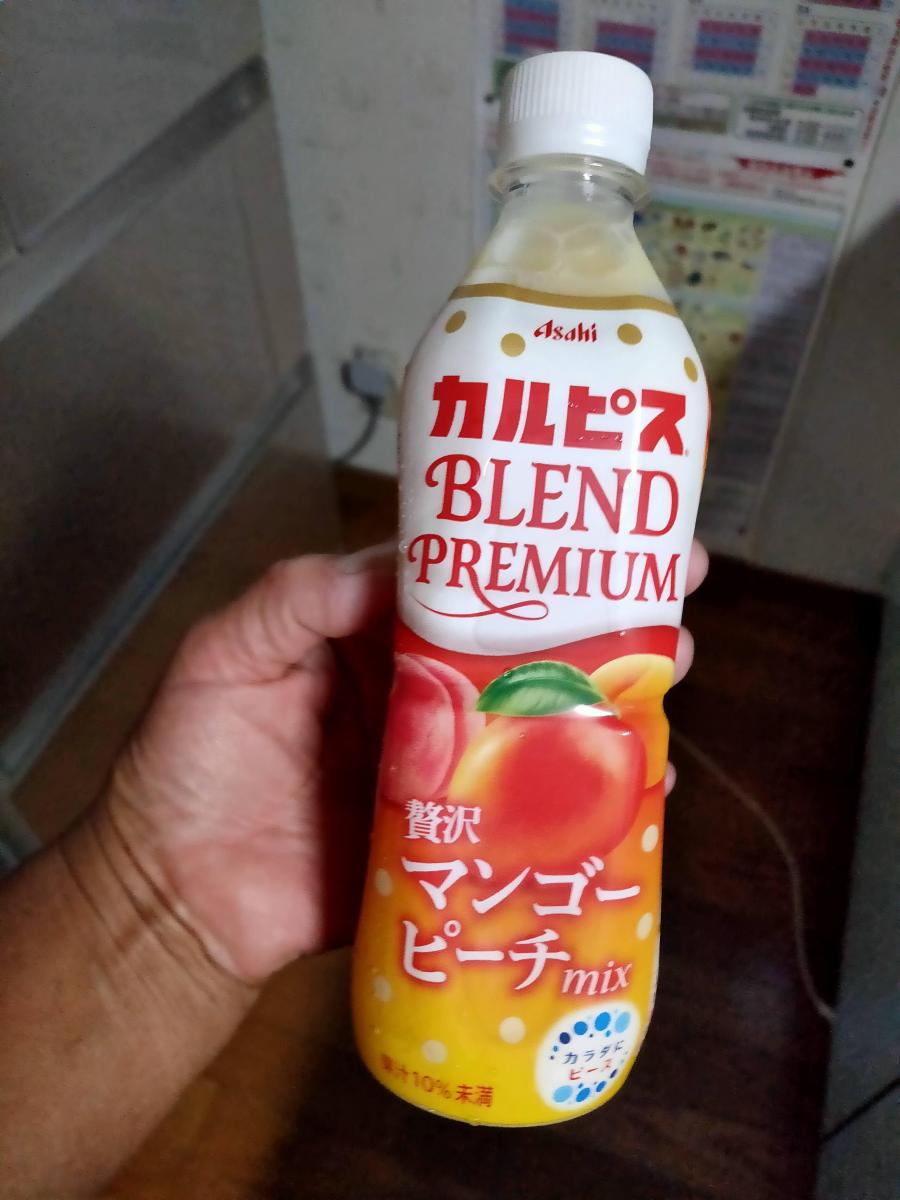 Asahi
カルピス
BLEND
PREMIUM
贅沢
マンゴー
ピーチmix
カラダに
ピース
果汁10%未満